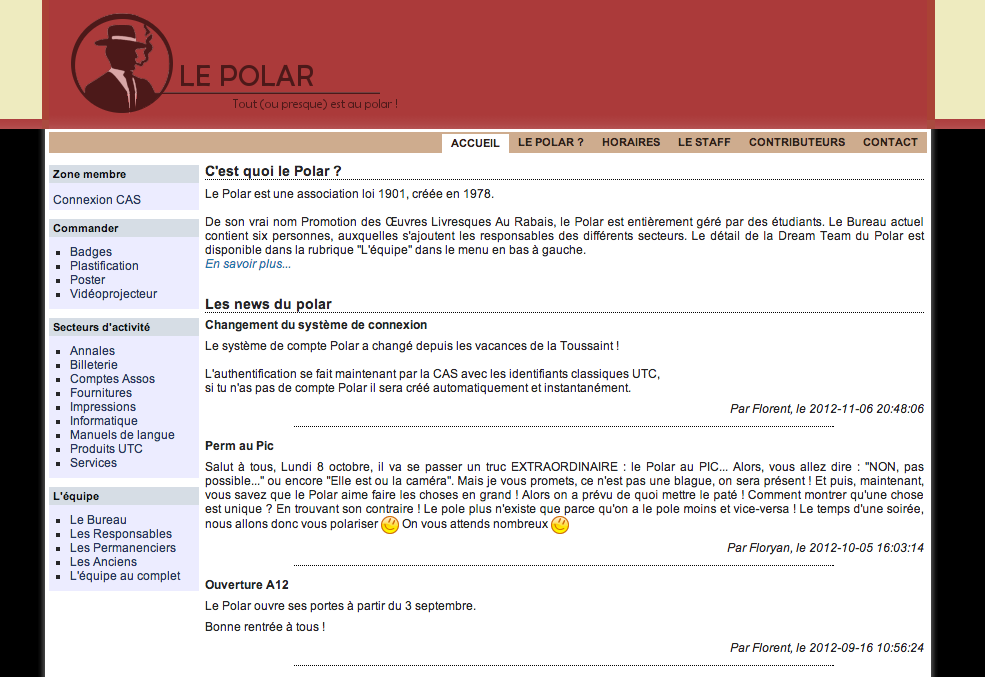 LE POLAR
Tout (ou presque) est au polar !
ACCUEIL LE POLAR ? HORAIRES LE STAFF CONTRIBUTEURS CONTACT
Zone membre
Connexion CAS
Commander
Badges
Plastification
Poster
Vidéoprojecteur
Secteurs d'activité
Annales
Billeterie
Comptes Assos
Fournitures
Impressions
Informatique
Manuels de langue
Produits UTC
Services
L'équipe
Le Bureau
Les Responsables
Les Permanenciers
Les Anciens
L'équipe au complet
C'est quoi le Polar ?
Le Polar est une association loi 1901, créée en 1978.
De son vrai nom Promotion des Œuvres Livresques Au Rabais, le Polar est entièrement géré par des étudiants. Le Bureau actuel
contient six personnes, auxquelles s'ajoutent les responsables des différents secteurs. Le détail de la Dream Team du Polar est
disponible dans la rubrique "L'équipe" dans le menu en bas à gauche.
En savoir plus...
Les news du polar
Changement du système de connexion
Le système de compte Polar a changé depuis les vacances de la Toussaint !
L'authentification se fait maintenant par la CAS avec les identifiants classiques UTC,
si tu n'as pas de compte Polar il sera créé automatiquement et instantanément.
Par Florent, le 2012-11-06 20:48:06
Perm au Pic
Salut à tous, Lundi 8 octobre, il va se passer un truc EXTRAORDINAIRE : le Polar au PIC... Alors, vous allez dire : "NON, pas
possible..." ou encore "Elle est ou la caméra". Mais je vous promets, ce n'est pas une blague, on sera présent ! Et puis, maintenant,
vous savez que le Polar aime faire les choses en grand ! Alors on a prévu de quoi mettre le paté ! Comment montrer qu'une chose
est unique ? En trouvant son contraire ! Le pole plus n'existe que parce qu'on a le pole moins et vice-versa ! Le temps d'une soirée,
nous allons donc vous polariser On vous attends nombreux
Par Floryan, le 2012-10-05 16:03:14
Ouverture A12
Le Polar ouvre ses portes à partir du 3 septembre.
Bonne rentrée à tous !
Par Florent, le 2012-09-16 10:56:24